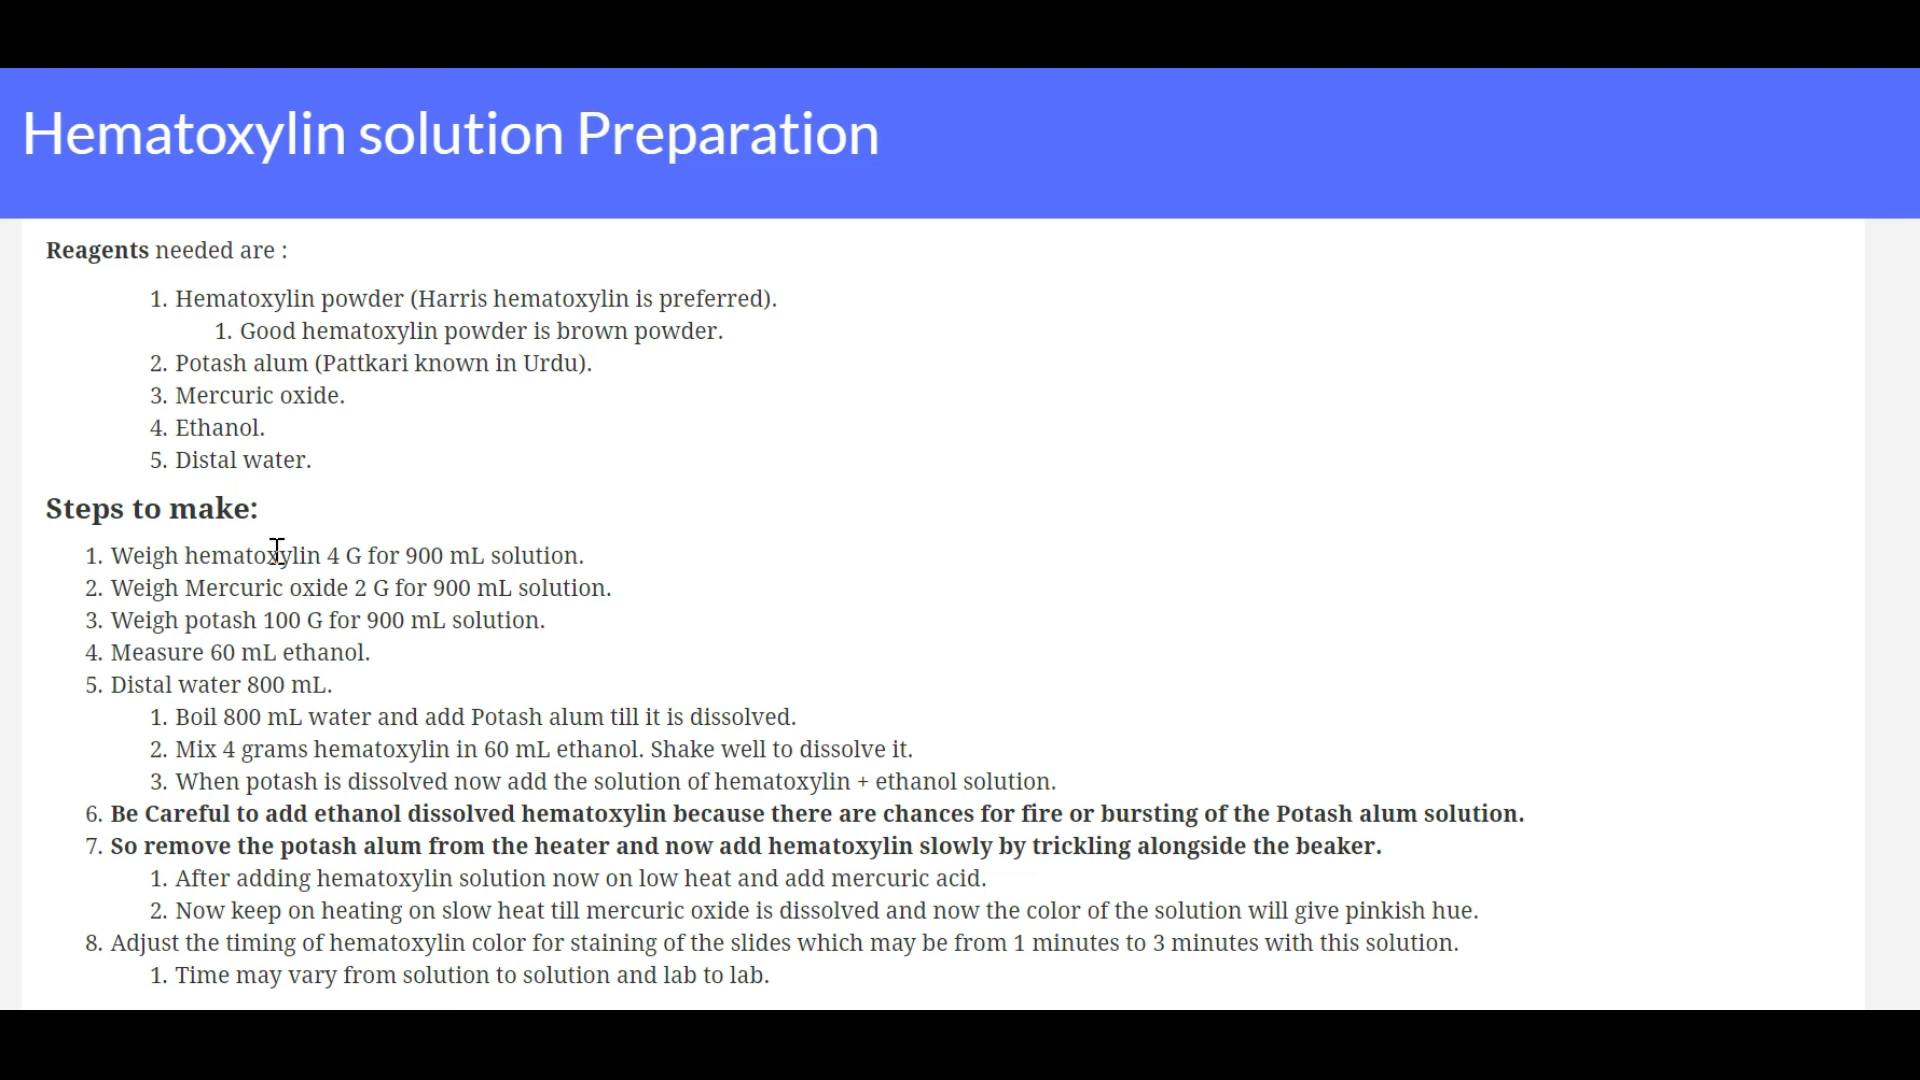 Hematoxylin solution Preparation
Reagents needed are :
1. Hematoxylin powder (Harris hematoxylin is preferred).
1. Good hematoxylin powder is brown powder.
2. Potash alum (Pattkari known in Urdu).
3. Mercuric oxide.
4. Ethanol.
5. Distal water.
Steps to make:
1. Weigh hematoxylin 4 G for 900 mL solution.
2. Weigh Mercuric oxide 2 G for 900 mL solution.
3. Weigh potash 100 G for 900 mL solution.
4. Measure 60 mL ethanol.
5. Distal water 800 mL.
1. Boil 800 mL water and add Potash alum till it is dissolved.
2. Mix 4 grams hematoxylin in 60 mL ethanol. Shake well to dissolve it.
3. When potash is dissolved now add the solution of hematoxylin + ethanol solution.
6. Be Careful to add ethanol dissolved hematoxylin because there are chances for fire or bursting of the Potash alum solution.
7. So remove the potash alum from the heater and now add hematoxylin slowly by trickling alongside the beaker.
1. After adding hematoxylin solution now on low heat and add mercuric acid.
2. Now keep on heating on slow heat till mercuric oxide is dissolved and now the color of the solution will give pinkish hue.
8. Adjust the timing of hematoxylin color for staining of the slides which may be from 1 minutes to 3 minutes with this solution.
1. Time may vary from solution to solution and lab to lab.